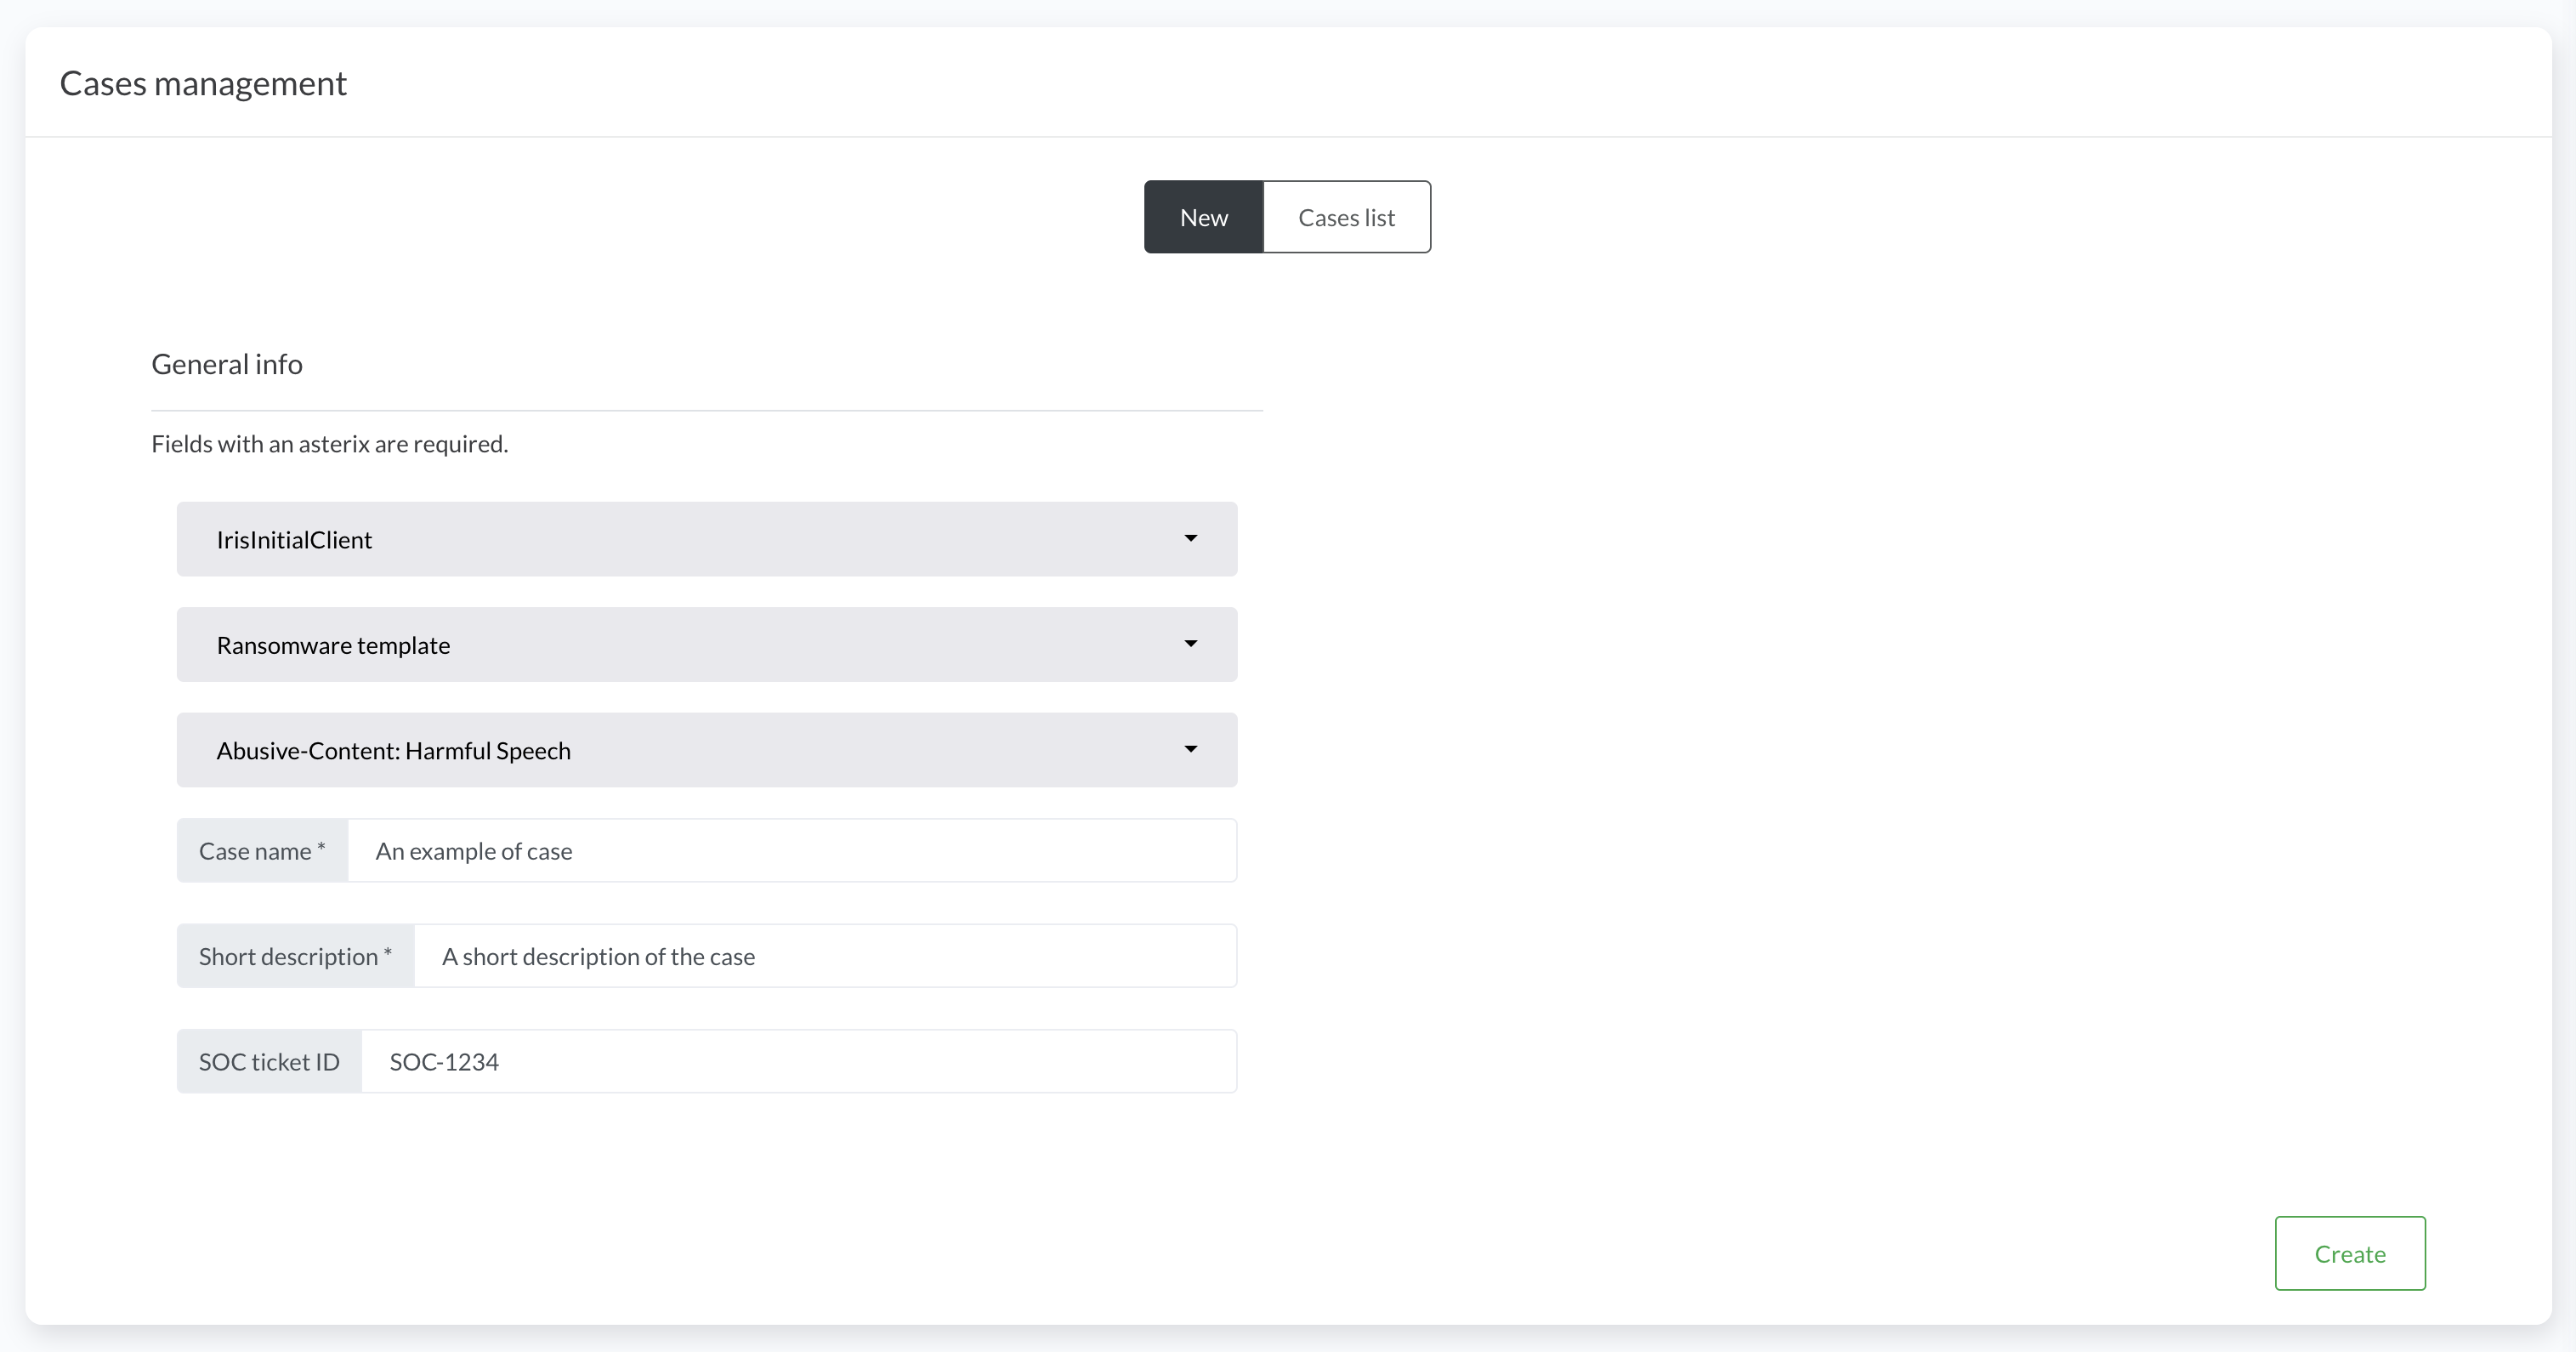 Cases management
New
Cases list
General info
Fields with an asterix are required.
IrisInitialClient
Ransomware template
Abusive-Content: Harmful Speech
Case name *
An example of case
Short description *
A short description of the case
SOC ticket ID
SOC-1234
Create